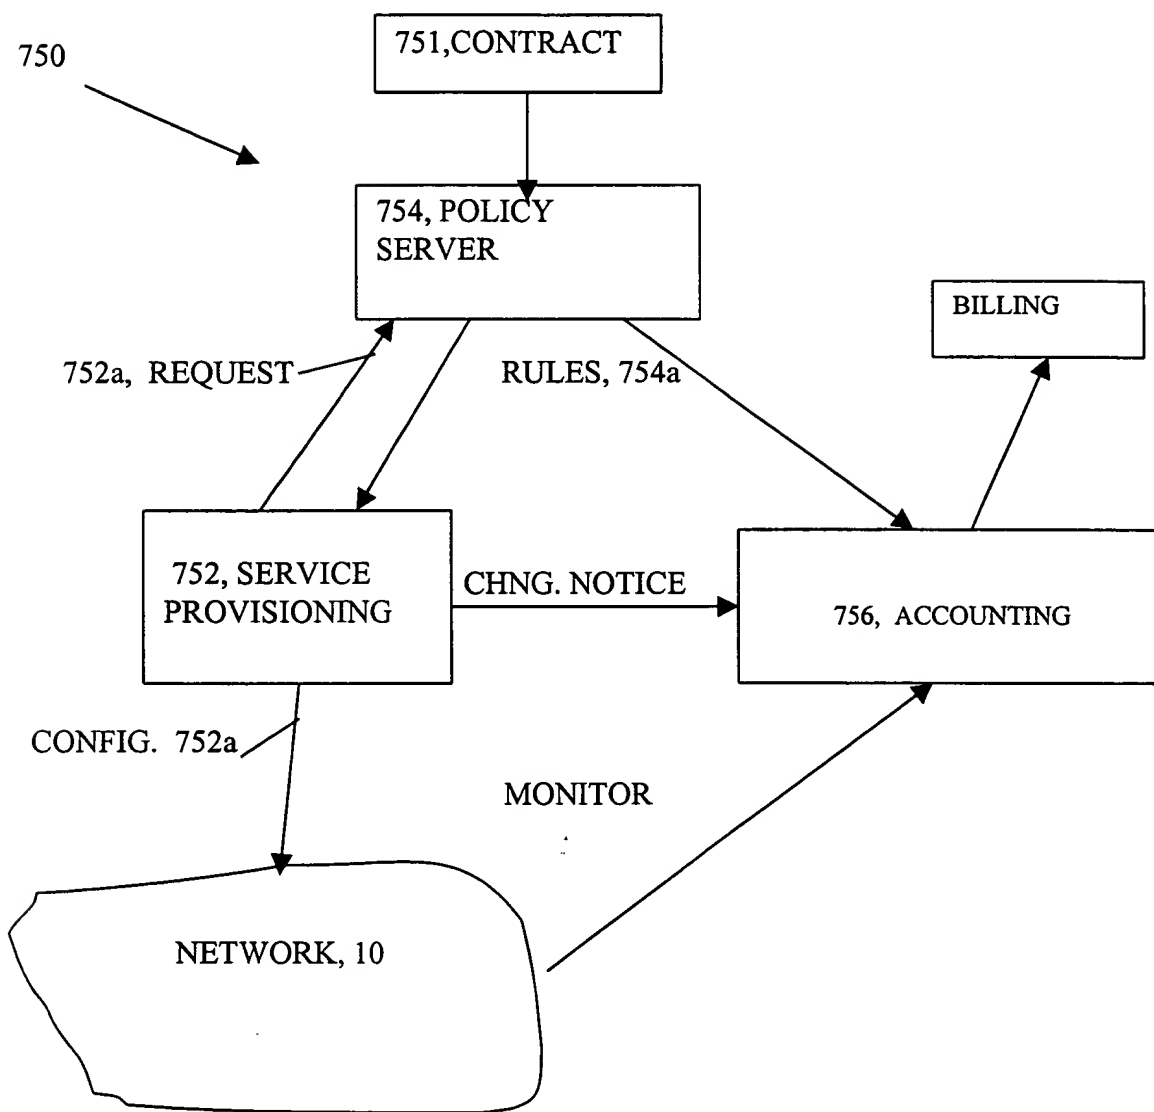 751,CONTRACT
750
754, POLICY
SERVER
BILLING
752a, REQUEST
RULES, 754a
752, SERVICE
PROVISIONING
CHNG. NOTICE
756, ACCOUNTING
CONFIG. 752a
MONITOR
NETWORK, 10